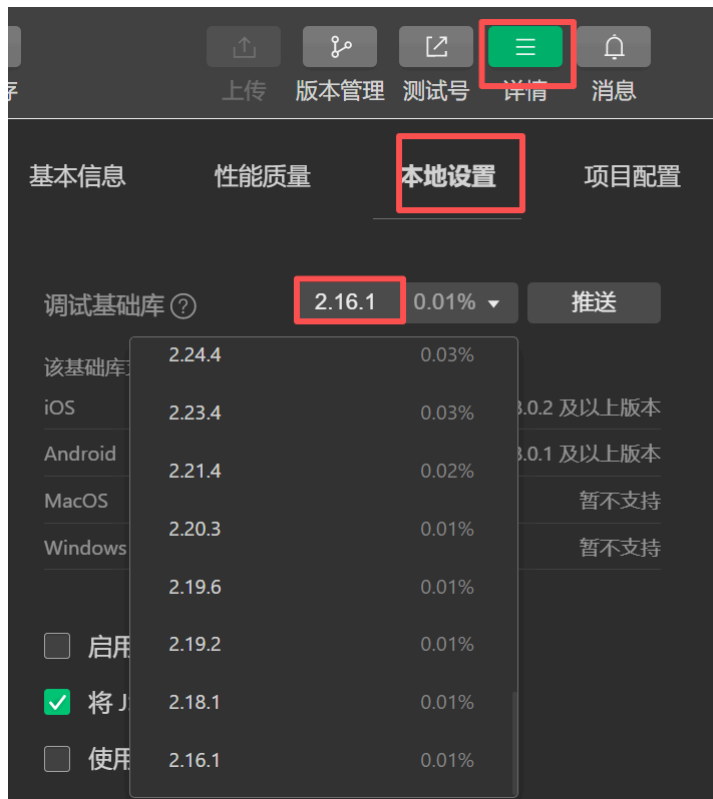 上传 版本管理 测试号 详情 消息
基本信息 性能质量 本地设置 项目配置
调试基础库 ? 2.16.1 0.01% 推送
该基础库
2.24.4 0.03%
iOS .0.2 及以上版本
2.23.4 0.03%
Android .0.1 及以上版本
2.21.4 0.02%
MacOS 暂不支持
2.20.3 0.01%
Windows 暂不支持
2.19.6 0.01%
启用
2.19.2 0.01%
将 J
2.18.1 0.01%
使用
2.16.1 0.01%